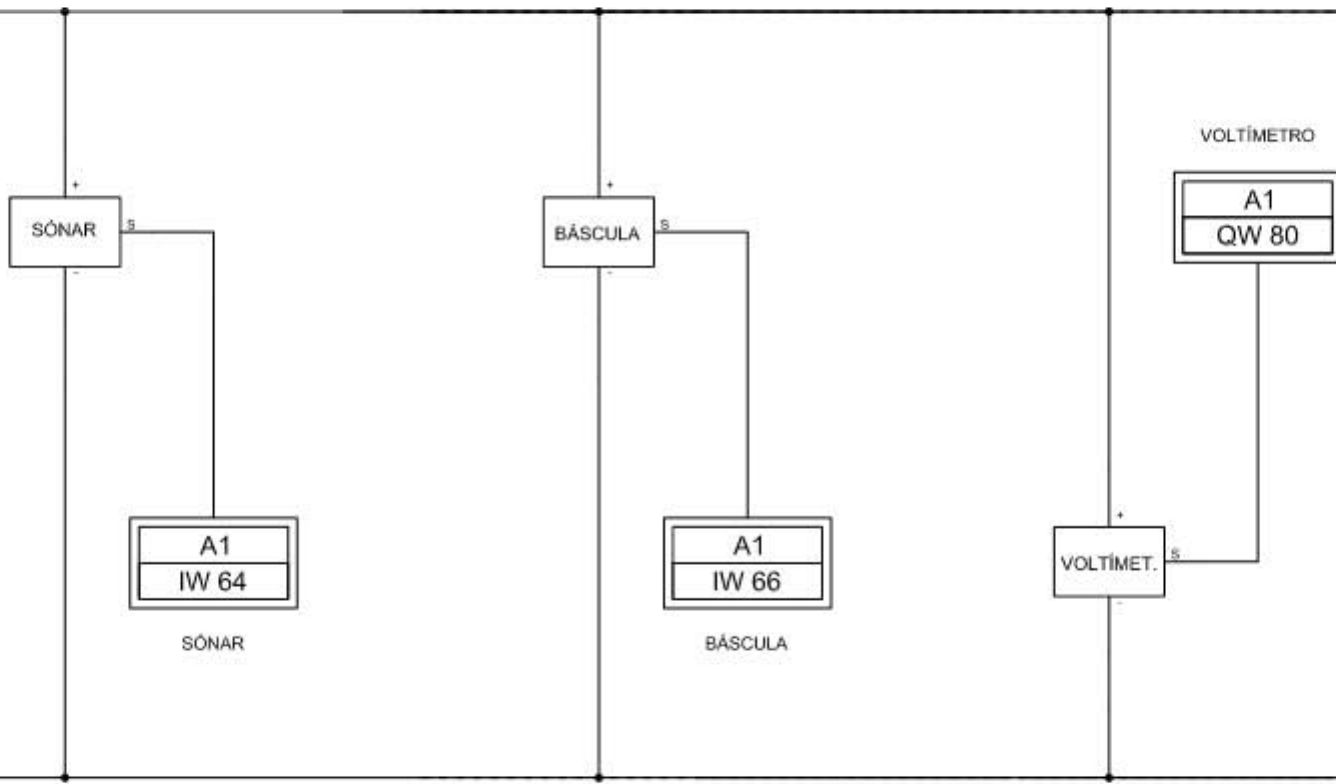 +
SÓNAR
S
-
A1
IW 64
SÓNAR
+
BÁSCULA
S
-
A1
IW 66
BÁSCULA
VOLTÍMETRO
A1
QW 80
+
VOLTÍMET.
S
-